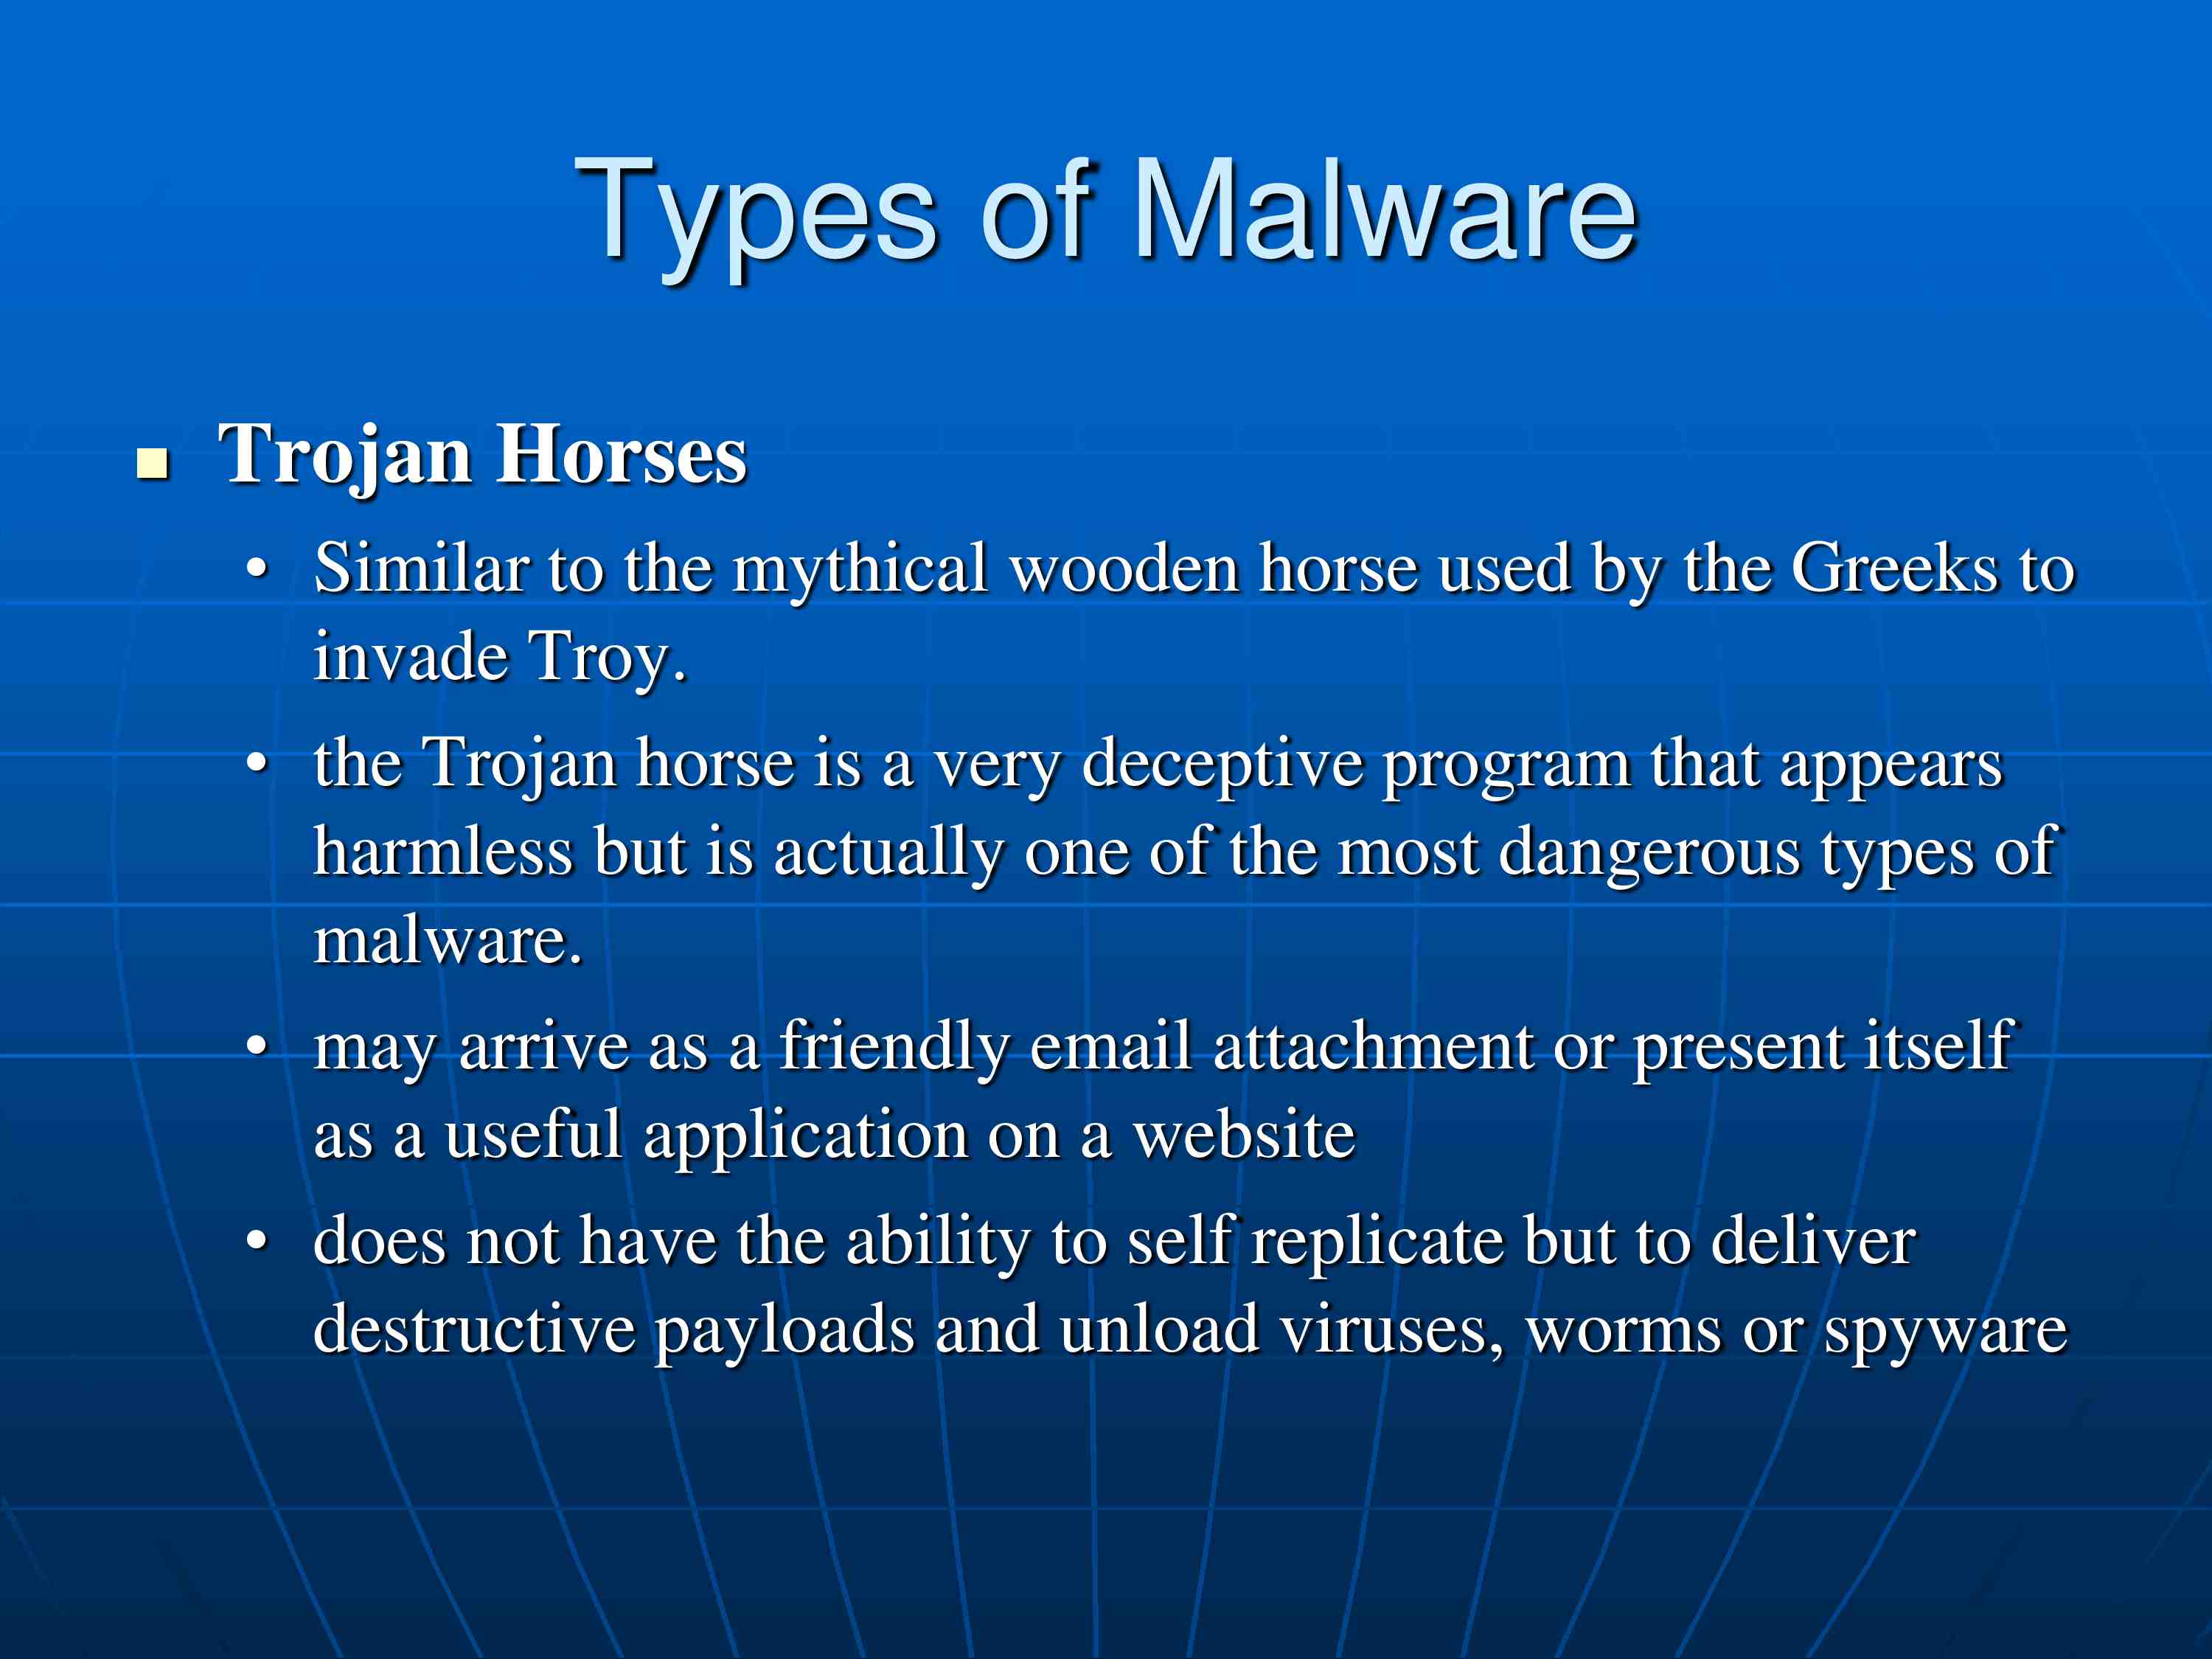 Types of Malware
Trojan Horses
• Similar to the mythical wooden horse used by the Greeks to
invade Troy.
• the Trojan horse is a very deceptive program that appears
harmless but is actually one of the most dangerous types of
malware.
• may arrive as a friendly email attachment or present itself
as a useful application on a website
• does not have the ability to self replicate but to deliver
destructive payloads and unload viruses, worms or spyware